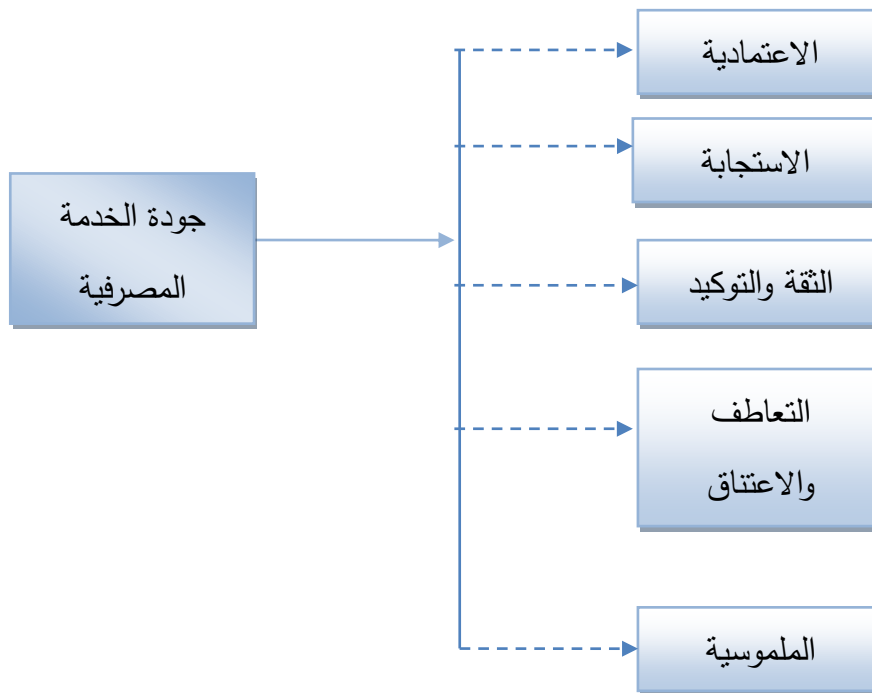 الاعتمادية
الاستجابة
جودة الخدمة
المصرفية
الثقة والتوكيد
التعاطف
والاعتناق
الملموسية